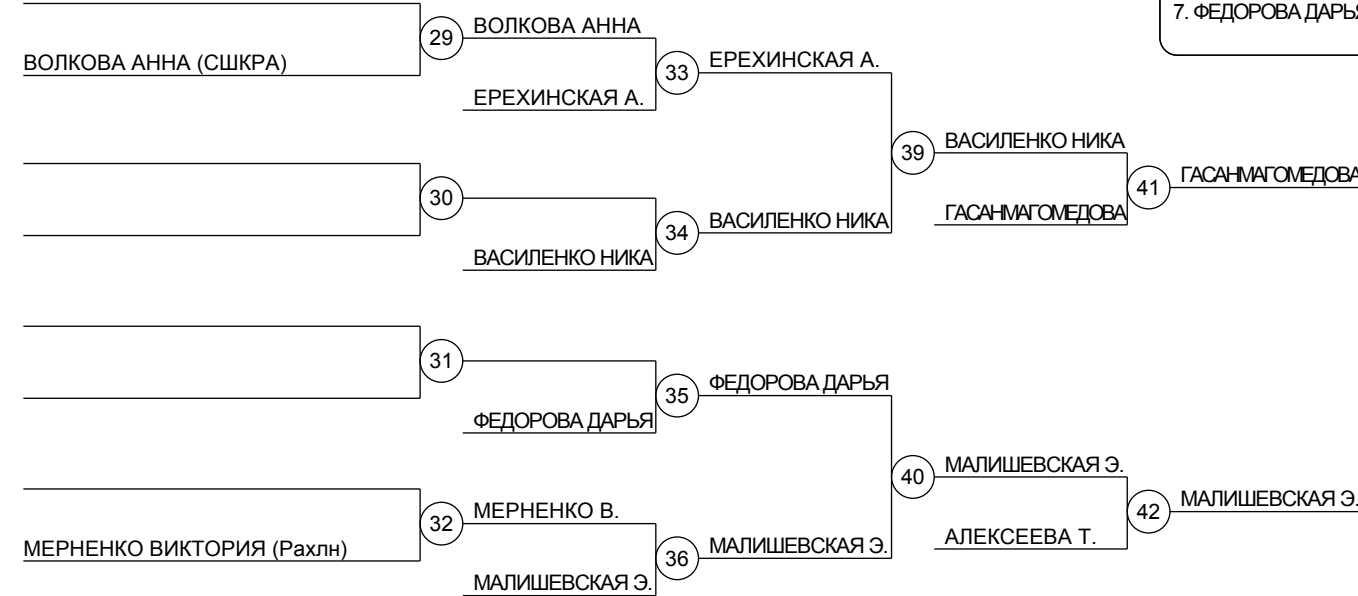 7. ФЕДОРОВА ДАРЬЯ
29
ВОЛКОВА АННА
ВОЛКОВА АННА (СШКРА)
33
ЕРЕХИНСКАЯ А.
ЕРЕХИНСКАЯ А.
39
ВАСИЛЕНКО НИКА
30
41
ГАСАНМАГОМЕДОВА
ГАСАНМАГОМЕДОВА
34
ВАСИЛЕНКО НИКА
ВАСИЛЕНКО НИКА
31
35
ФЕДОРОВА ДАРЬЯ
ФЕДОРОВА ДАРЬЯ
40
МАЛИШЕВСКАЯ Э.
32
МЕРНЕНКО В.
42
МАЛИШЕВСКАЯ Э.
МЕРНЕНКО ВИКТОРИЯ (Рахлн)
АЛЕКСЕЕВА Т.
36
МАЛИШЕВСКАЯ Э.
МАЛИШЕВСКАЯ Э.